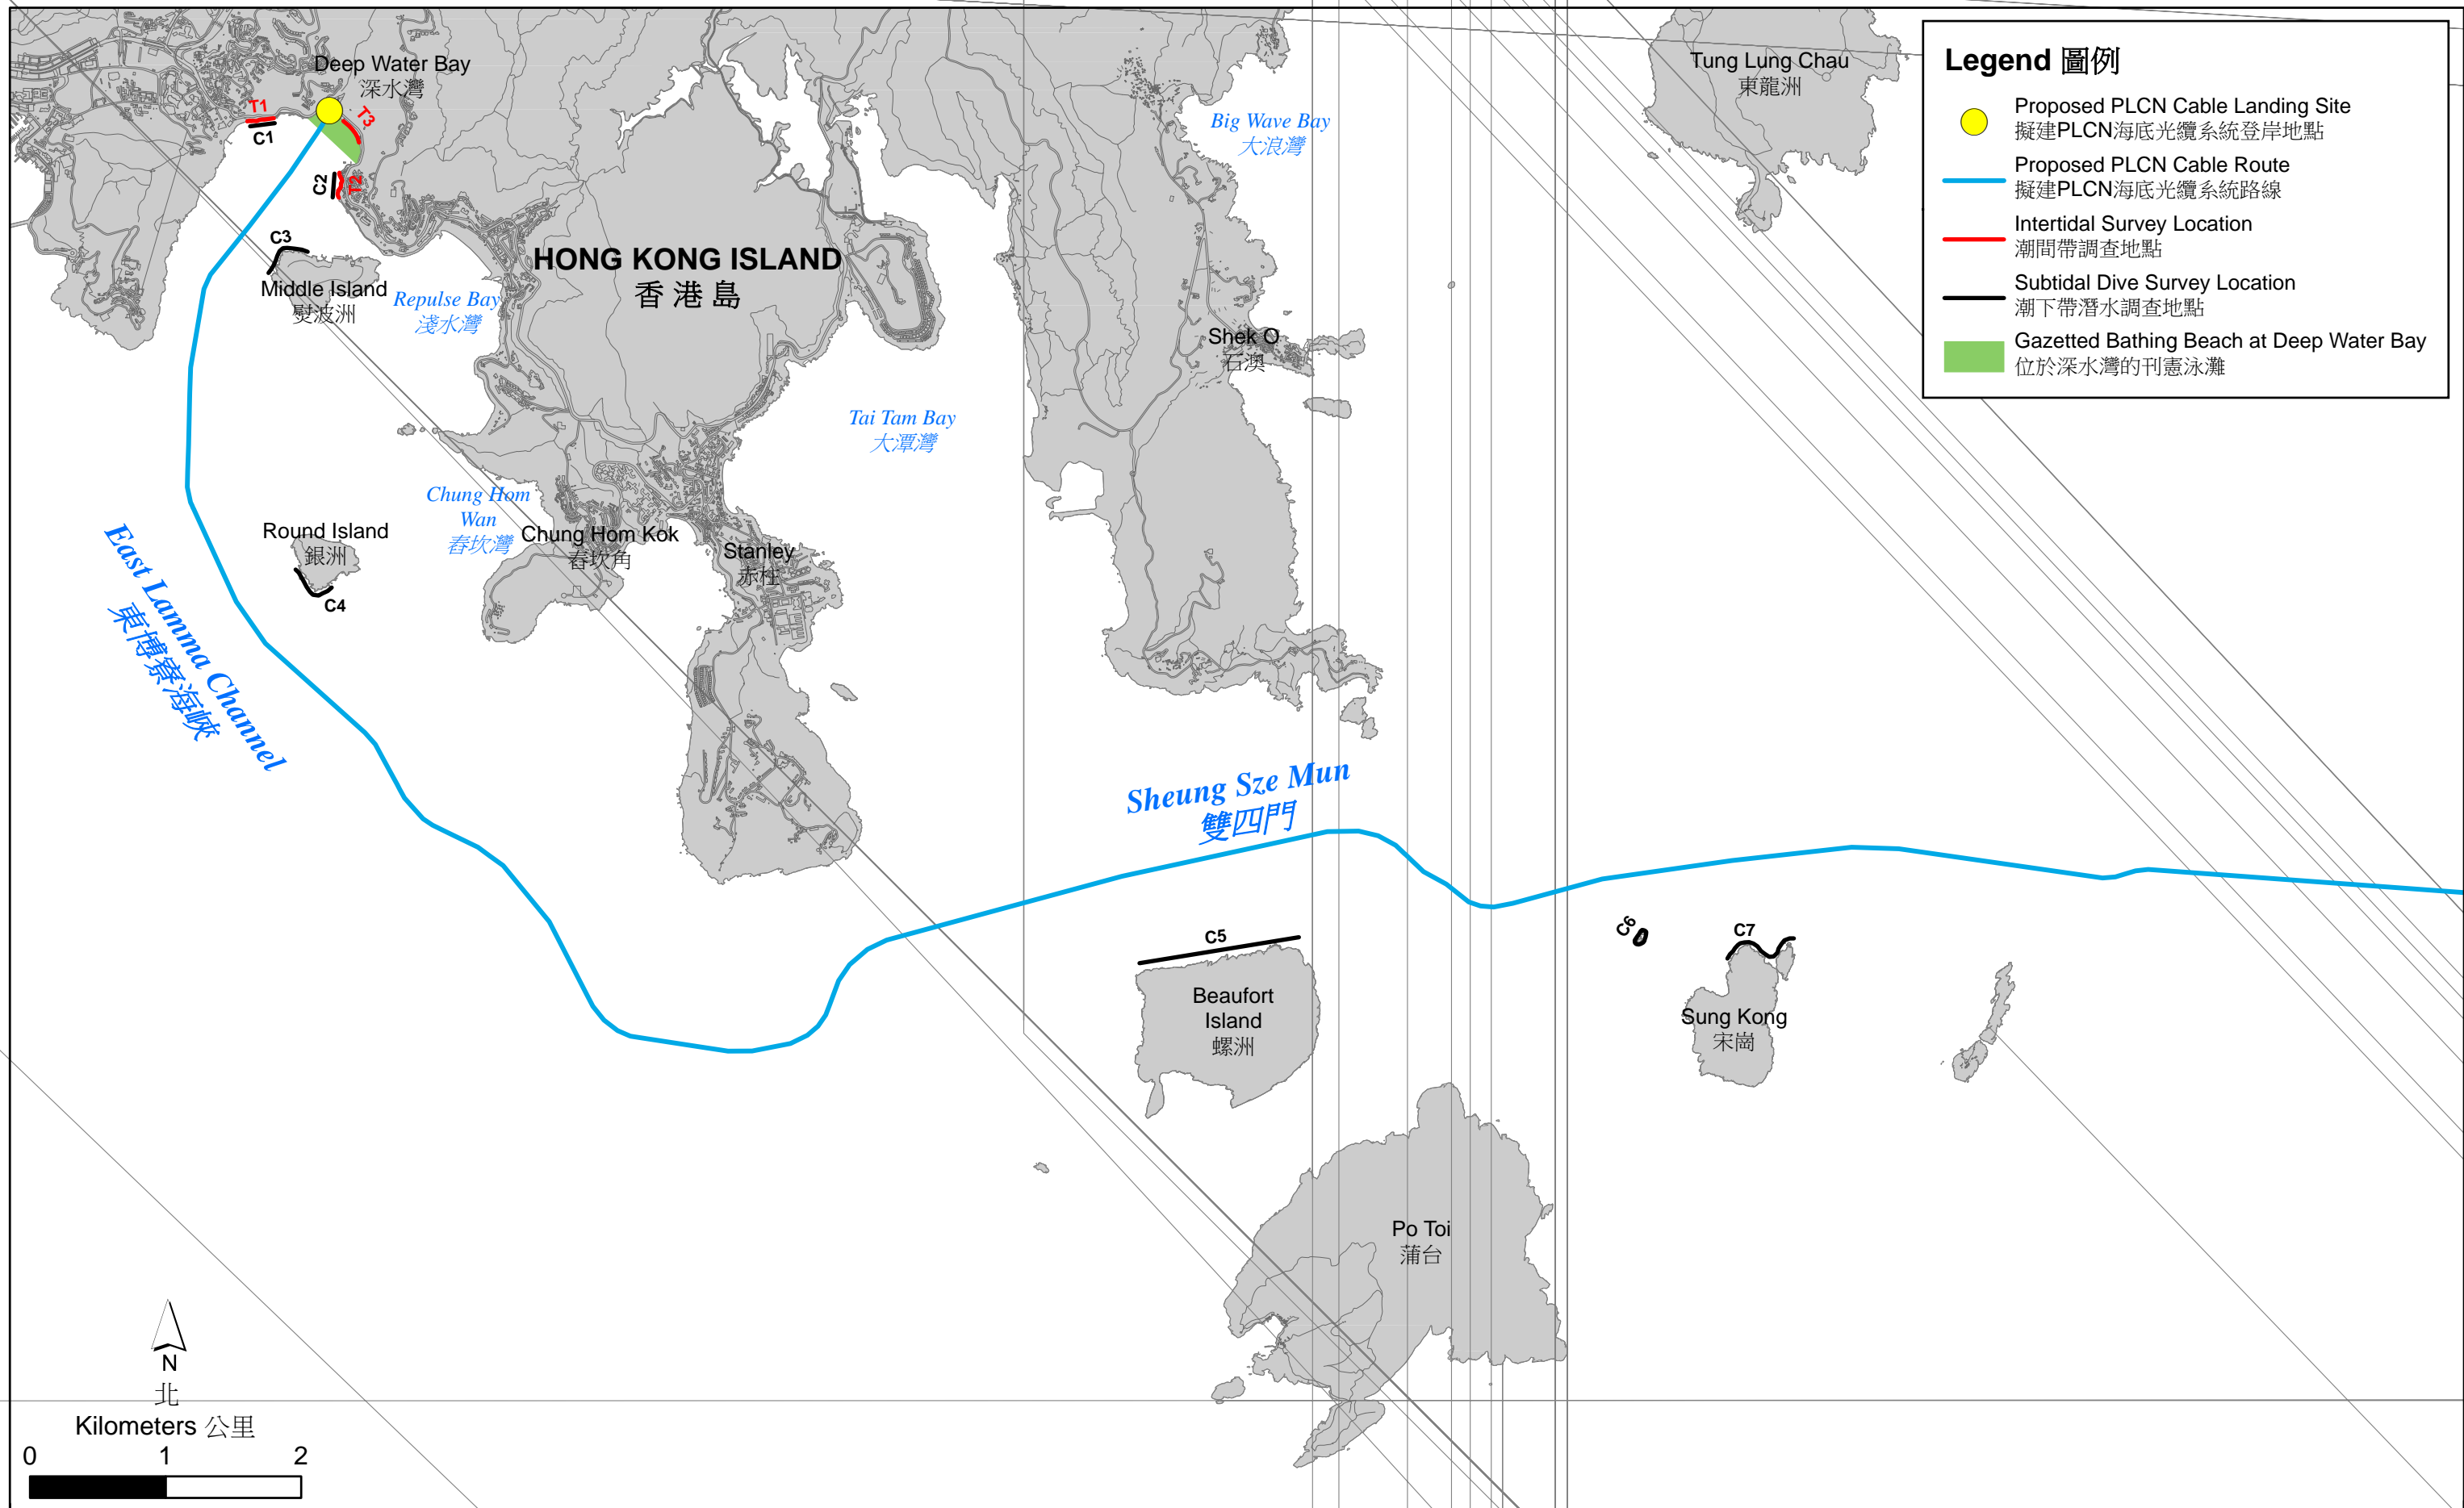 Deep Water Bay
深水灣
T1
C1
T3
C2
T2
C3
Middle Island
熨波洲
Repulse Bay
淺水灣
HONG KONG ISLAND
香港島
Big Wave Bay
大浪灣
Tung Lung Chau
東龍洲
Shek O
石澳
Tai Tam Bay
大潭灣
Chung Hom
Wan
舂坎灣
Chung Hom Kok
舂坎角
Stanley
赤柱
Round Island
銀洲
C4
East Lamma Channel
東博寮海峽
Sheung Sze Mun
雙四門
C5
Beaufort
Island
螺洲
C6
C7
Sung Kong
宋崗
Po Toi
蒲台
N
北
Kilometers 公里
0 1 2
Legend 圖例
Proposed PLCN Cable Landing Site
擬建PLCN海底光纜系統登岸地點
Proposed PLCN Cable Route
擬建PLCN海底光纜系統路線
Intertidal Survey Location
潮間帶調查地點
Subtidal Dive Survey Location
潮下帶潛水調查地點
Gazetted Bathing Beach at Deep Water Bay
位於深水灣的刊憲泳灘